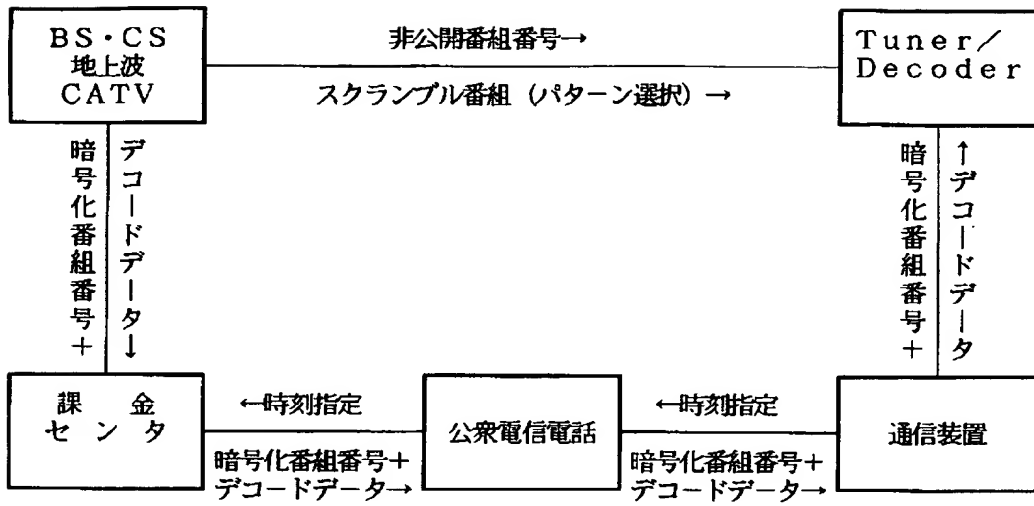 BS・CS
地上波
CATV
非公開番組番号→
スクランブル番組（パターン選択）→
Tuner／
Decoder
暗号化番組番号＋
デコードデータ↓
暗号化番組番号＋
↑デコードデータ
課　金
センタ
←時刻指定
暗号化番組番号＋
デコードデータ→
公衆電信電話
←時刻指定
暗号化番組番号＋
デコードデータ→
通信装置